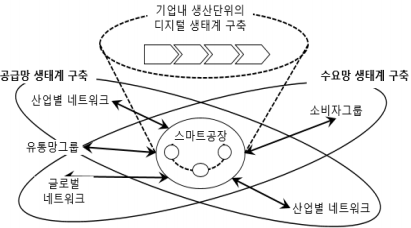 기업내 생산단위의
디지털 생태계 구축
공급망 생태계 구축
수요망 생태계 구축
산업별 네트워크
소비자그룹
스마트공장
유통망그룹
글로벌
네트워크
산업별 네트워크